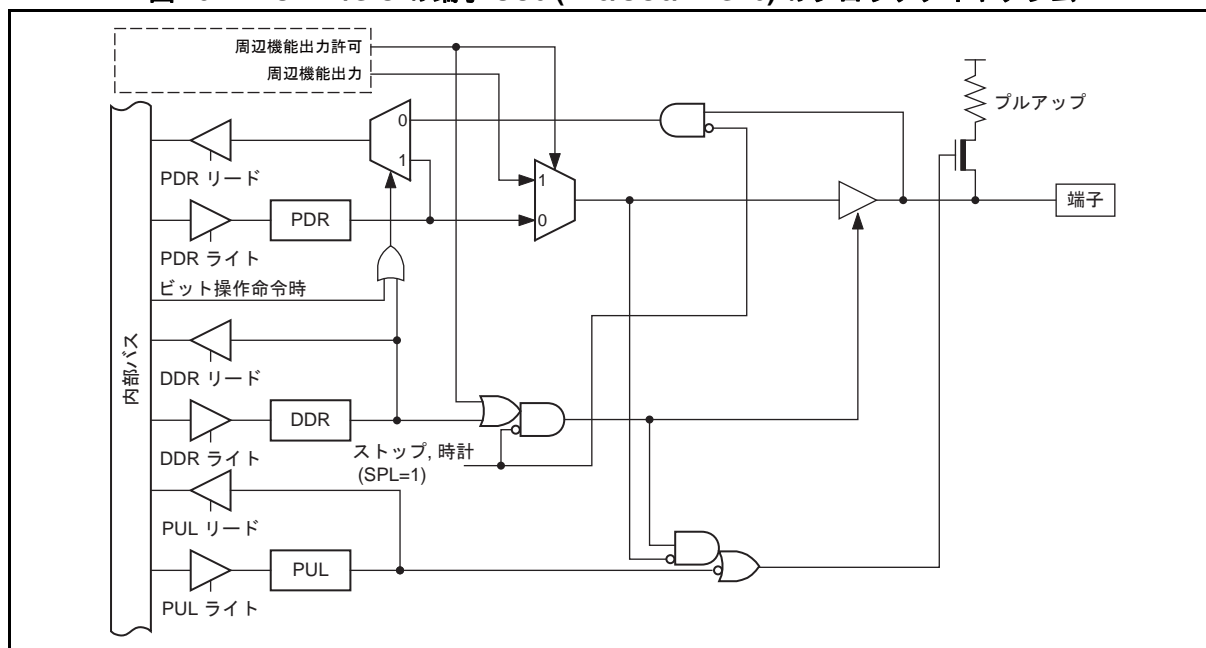 周辺機能出力許可
周辺機能出力
プルアップ
0
1
PDR リード
1
0
端子
PDR
PDR ライト
ビット操作命令時
内部バス
DDR リード
DDR
DDR ライト
ストップ, 時計
(SPL=1)
PUL リード
PUL
PUL ライト